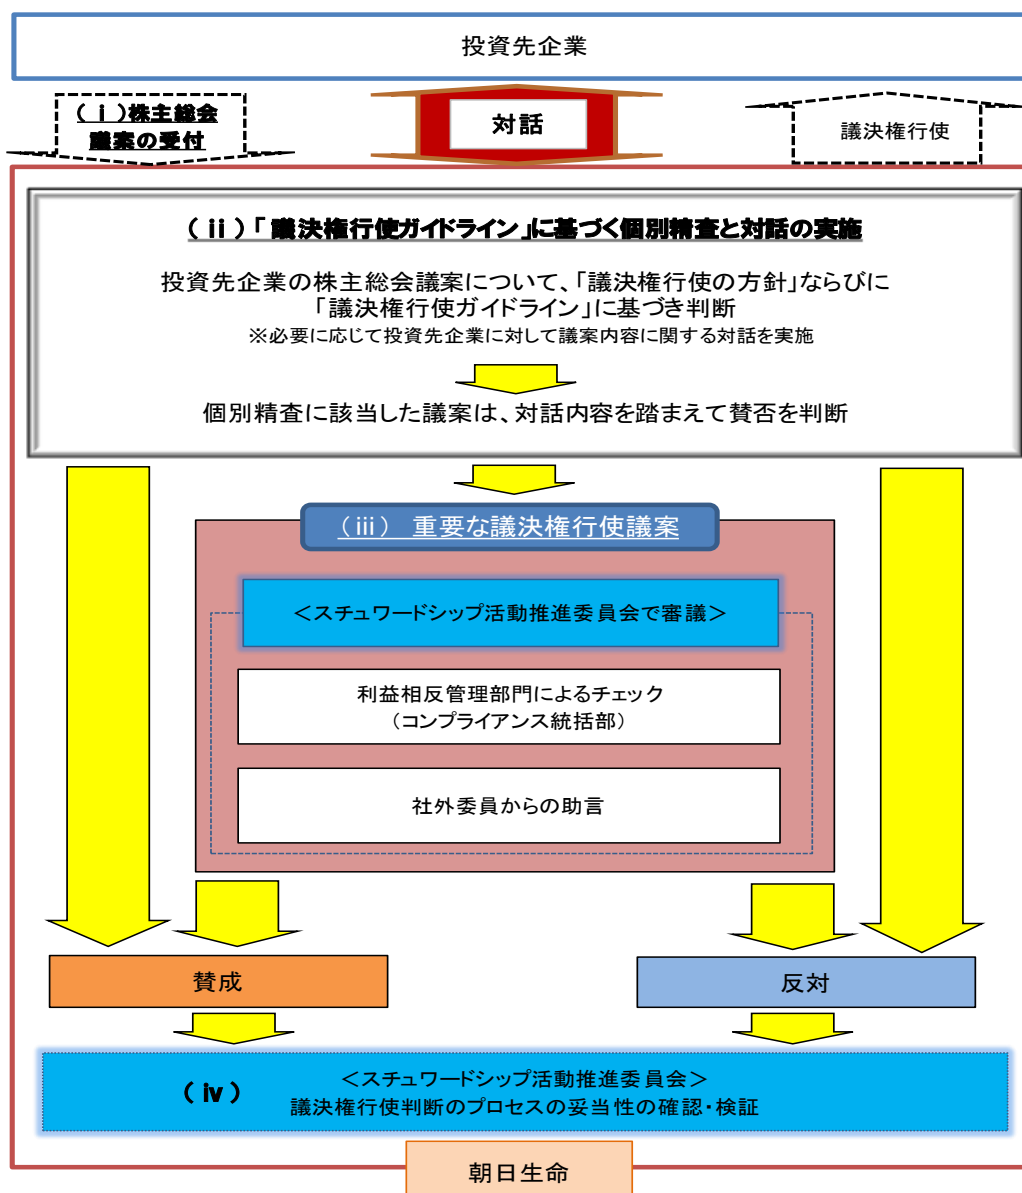 投資先企業
(ⅰ)株主総会
議案の受付
対話
議決権行使
(ⅱ)「議決権行使ガイドライン」に基づく個別精査と対話の実施
投資先企業の株主総会議案について、「議決権行使の方針」ならびに
「議決権行使ガイドライン」に基づき判断
※必要に応じて投資先企業に対して議案内容に関する対話を実施
個別精査に該当した議案は、対話内容を踏まえて賛否を判断
(ⅲ) 重要な議決権行使議案
＜スチュワードシップ活動推進委員会で審議＞
利益相反管理部門によるチェック
(コンプライアンス統括部)
社外委員からの助言
賛成
反対
(ⅳ)
＜スチュワードシップ活動推進委員会＞
議決権行使判断のプロセスの妥当性の確認・検証
朝日生命